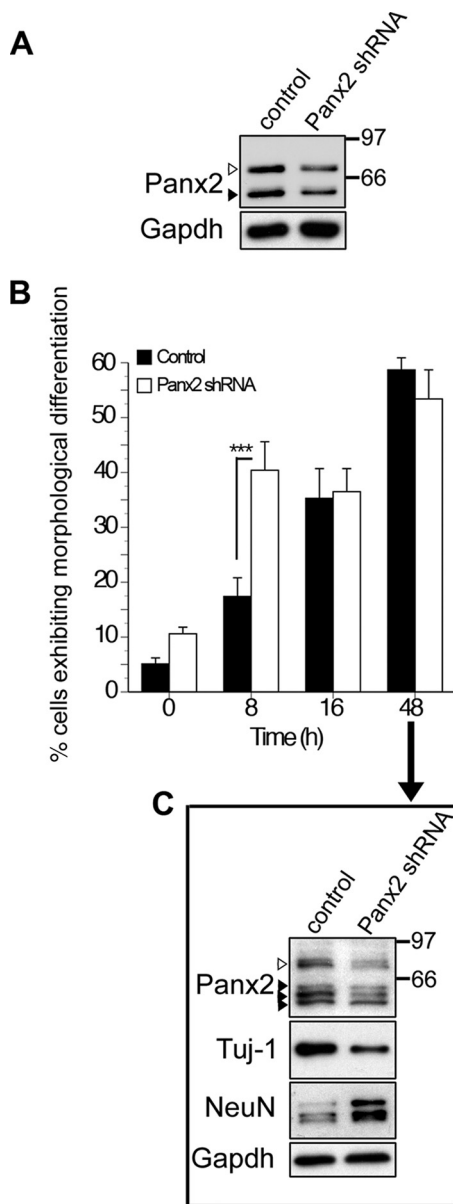 A
control
Panx2 shRNA
97
Panx2
66
Gapdh
B
% cells exhibiting morphological differentiation
Control
Panx2 shRNA
60
50
40
30
20
10
0
***
0 8 16 48
Time (h)
C
control
Panx2 shRNA
97
Panx2
66
Tuj-1
NeuN
Gapdh